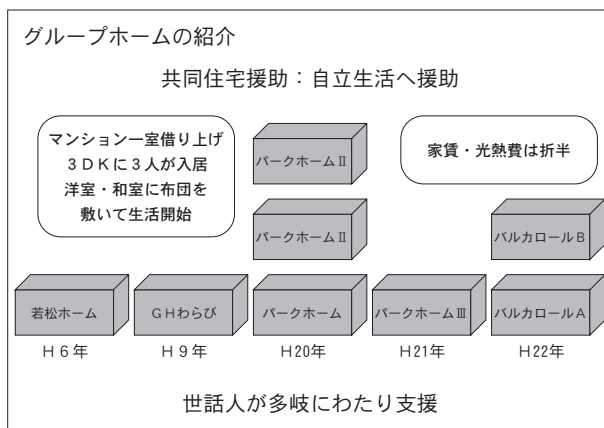 グループホームの紹介
共同住宅援助：自立生活へ援助
マンション一室借り上げ
３ＤＫに３人が入居
洋室・和室に布団を
敷いて生活開始
パークホームⅡ
家賃・光熱費は折半
パークホームⅡ
バルカロールＢ
若松ホーム
ＧＨわらび
パークホーム
パークホームⅢ
バルカロールＡ
Ｈ６年
Ｈ９年
Ｈ20年
Ｈ21年
Ｈ22年
世話人が多岐にわたり支援